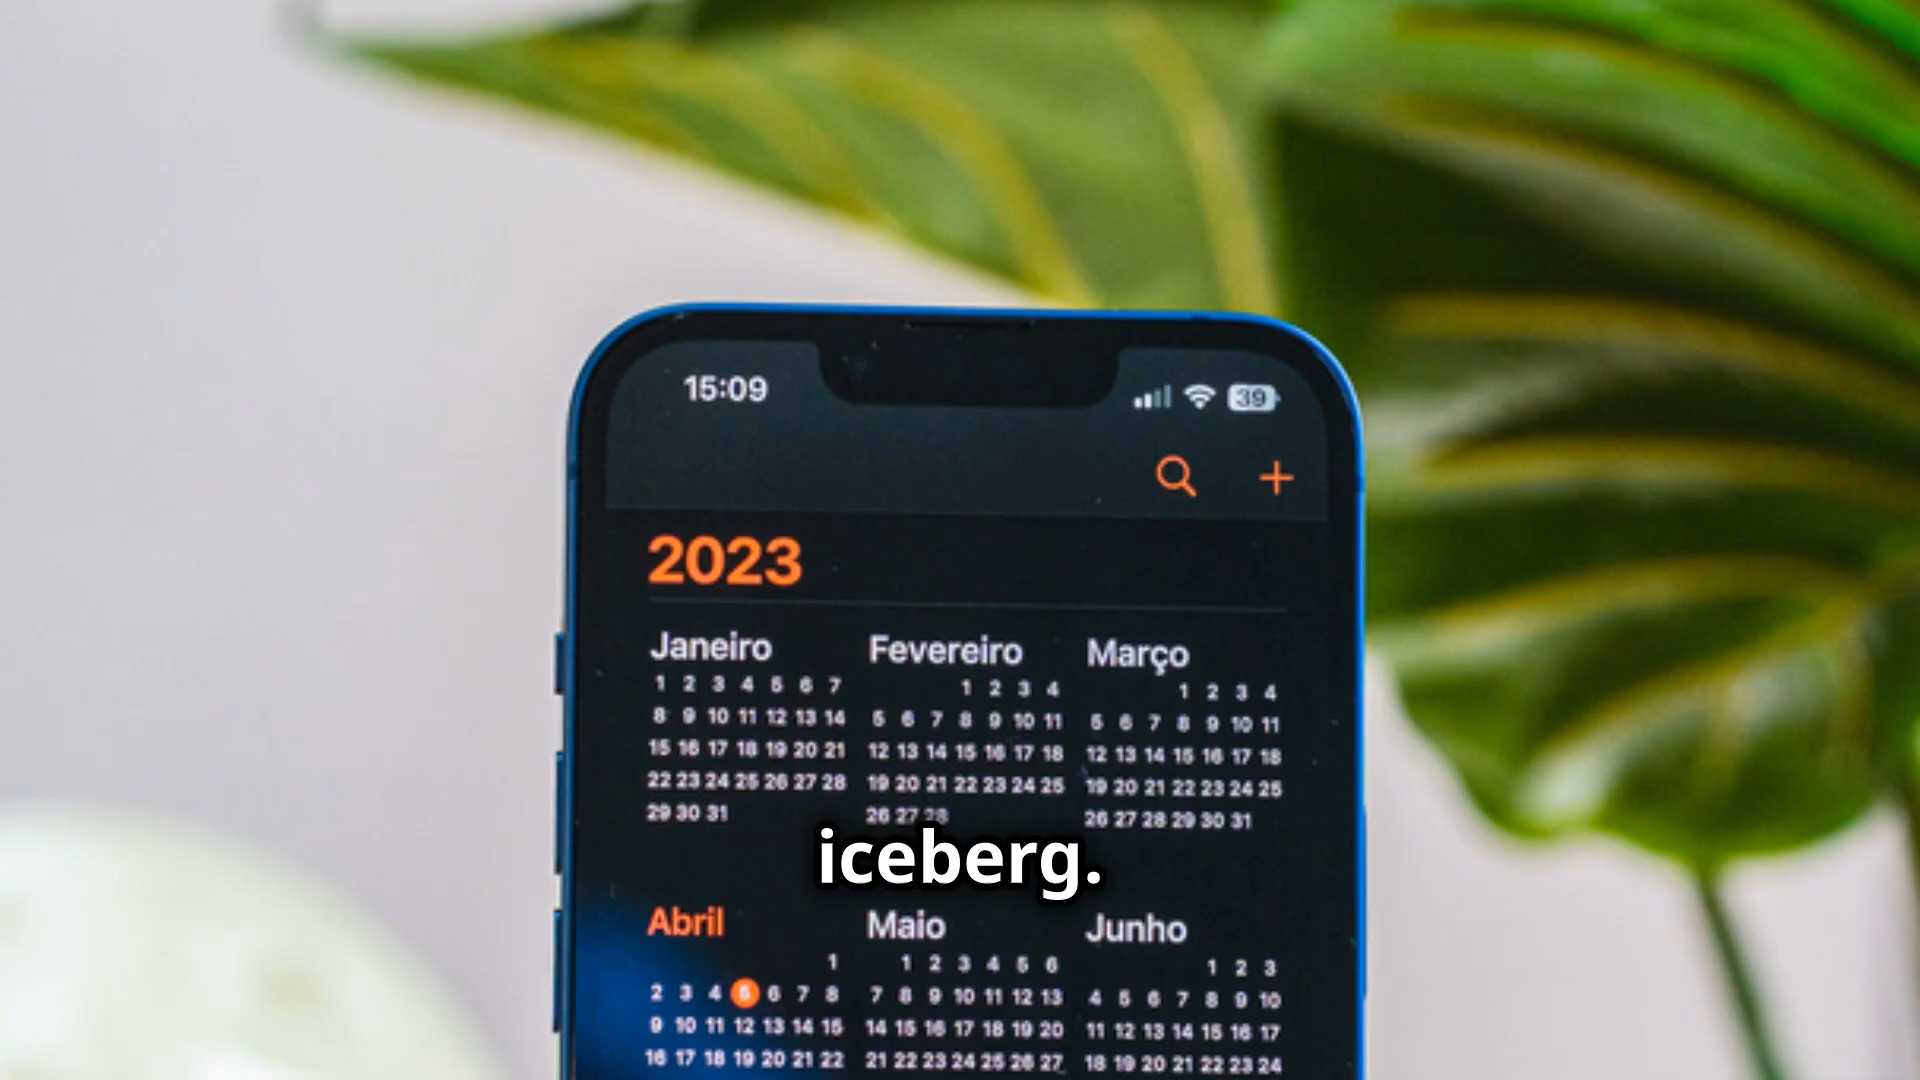 15:09 39
2023
Janeiro Fevereiro Março
1 2 3 4 5 6 7 1 2 3 4 1 2 3 4
8 9 10 11 12 13 14 5 6 7 8 9 10 11 5 6 7 8 9 10 11
15 16 17 18 19 20 21 12 13 14 15 16 17 18 12 13 14 15 16 17 18
22 23 24 25 26 27 28 19 20 21 22 23 24 25 19 20 21 22 23 24 25
29 30 31 26 27 28 26 27 28 29 30 31
iceberg.
Abril Maio Junho
1 1 2 3 4 5 6 1 2 3
2 3 4 5 6 7 8 7 8 9 10 11 12 13 4 5 6 7 8 9 10
9 10 11 12 13 14 15 14 15 16 17 18 19 20 11 12 13 14 15 16 17
16 17 18 19 20 21 22 21 22 23 24 25 26 27 18 19 20 21 22 23 24